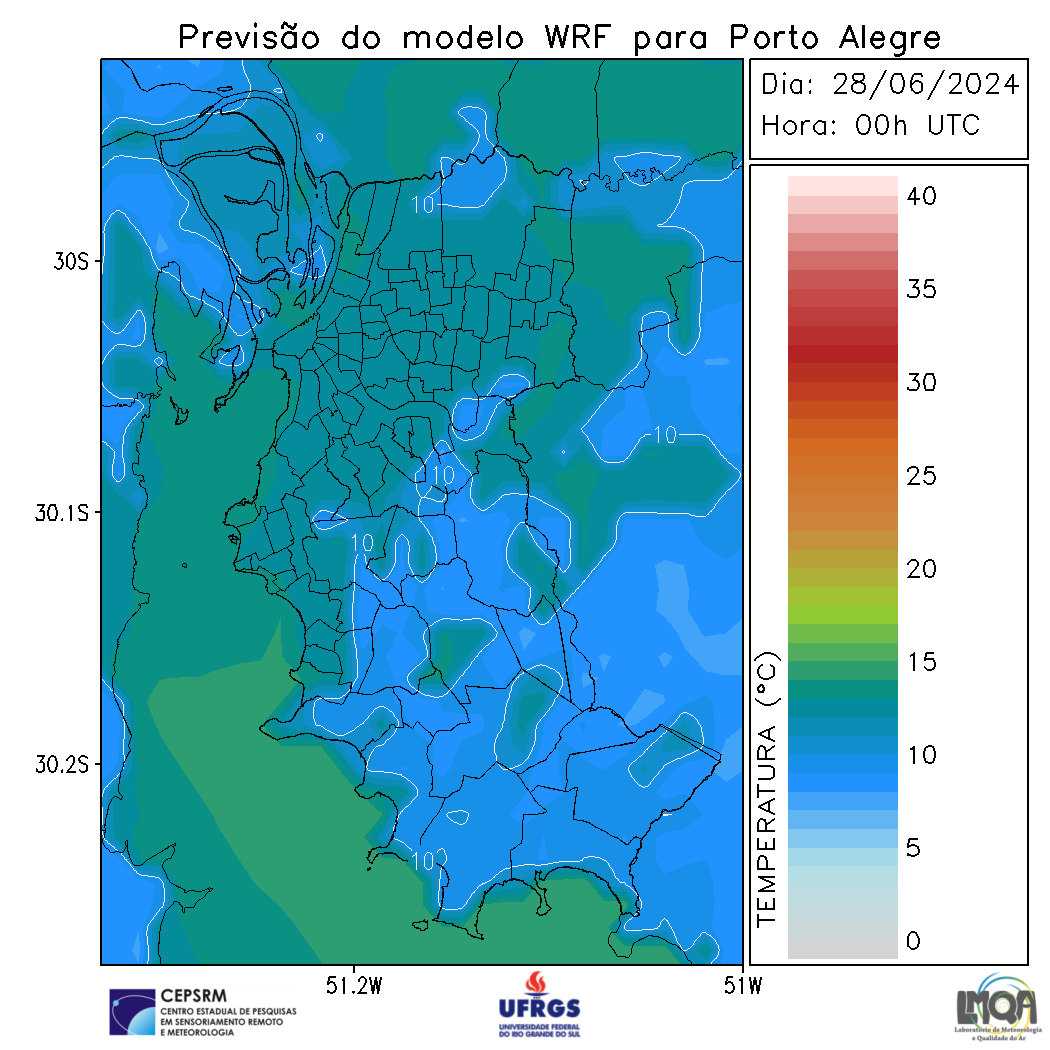 Previsão do modelo WRF para Porto Alegre
Dia: 28/06/2024
Hora: 00h UTC
30S
30.1S
30.2S
51.2W
51W
10
10
10
10
10
TEMPERATURA (°C)
40
35
30
25
20
15
10
5
0
CEPSRM
CENTRO ESTADUAL DE PESQUISAS
EM SENSORIAMENTO REMOTO
E METEOROLOGIA
UFRGS
UNIVERSIDADE FEDERAL
DO RIO GRANDE DO SUL
LMQA
Laboratório de Meteorologia
e Qualidade do Ar